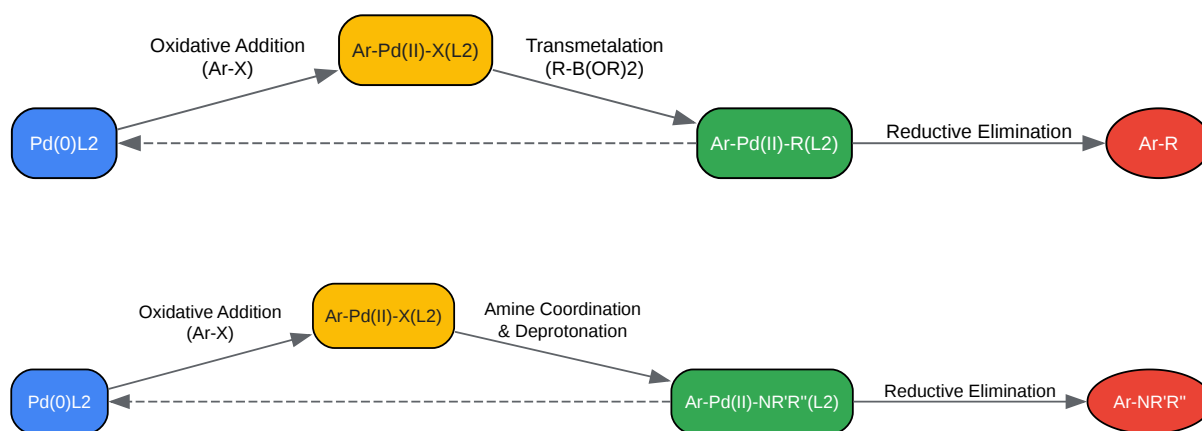 Oxidative Addition
(Ar-X)
Ar-Pd(II)-X(L2)
Transmetalation
(R-B(OR)2)
Pd(0)L2
Ar-Pd(II)-R(L2)
Reductive Elimination
Ar-R
Oxidative Addition
(Ar-X)
Ar-Pd(II)-X(L2)
Amine Coordination
& Deprotonation
Pd(0)L2
Ar-Pd(II)-NR'R"(L2)
Reductive Elimination
Ar-NR'R"